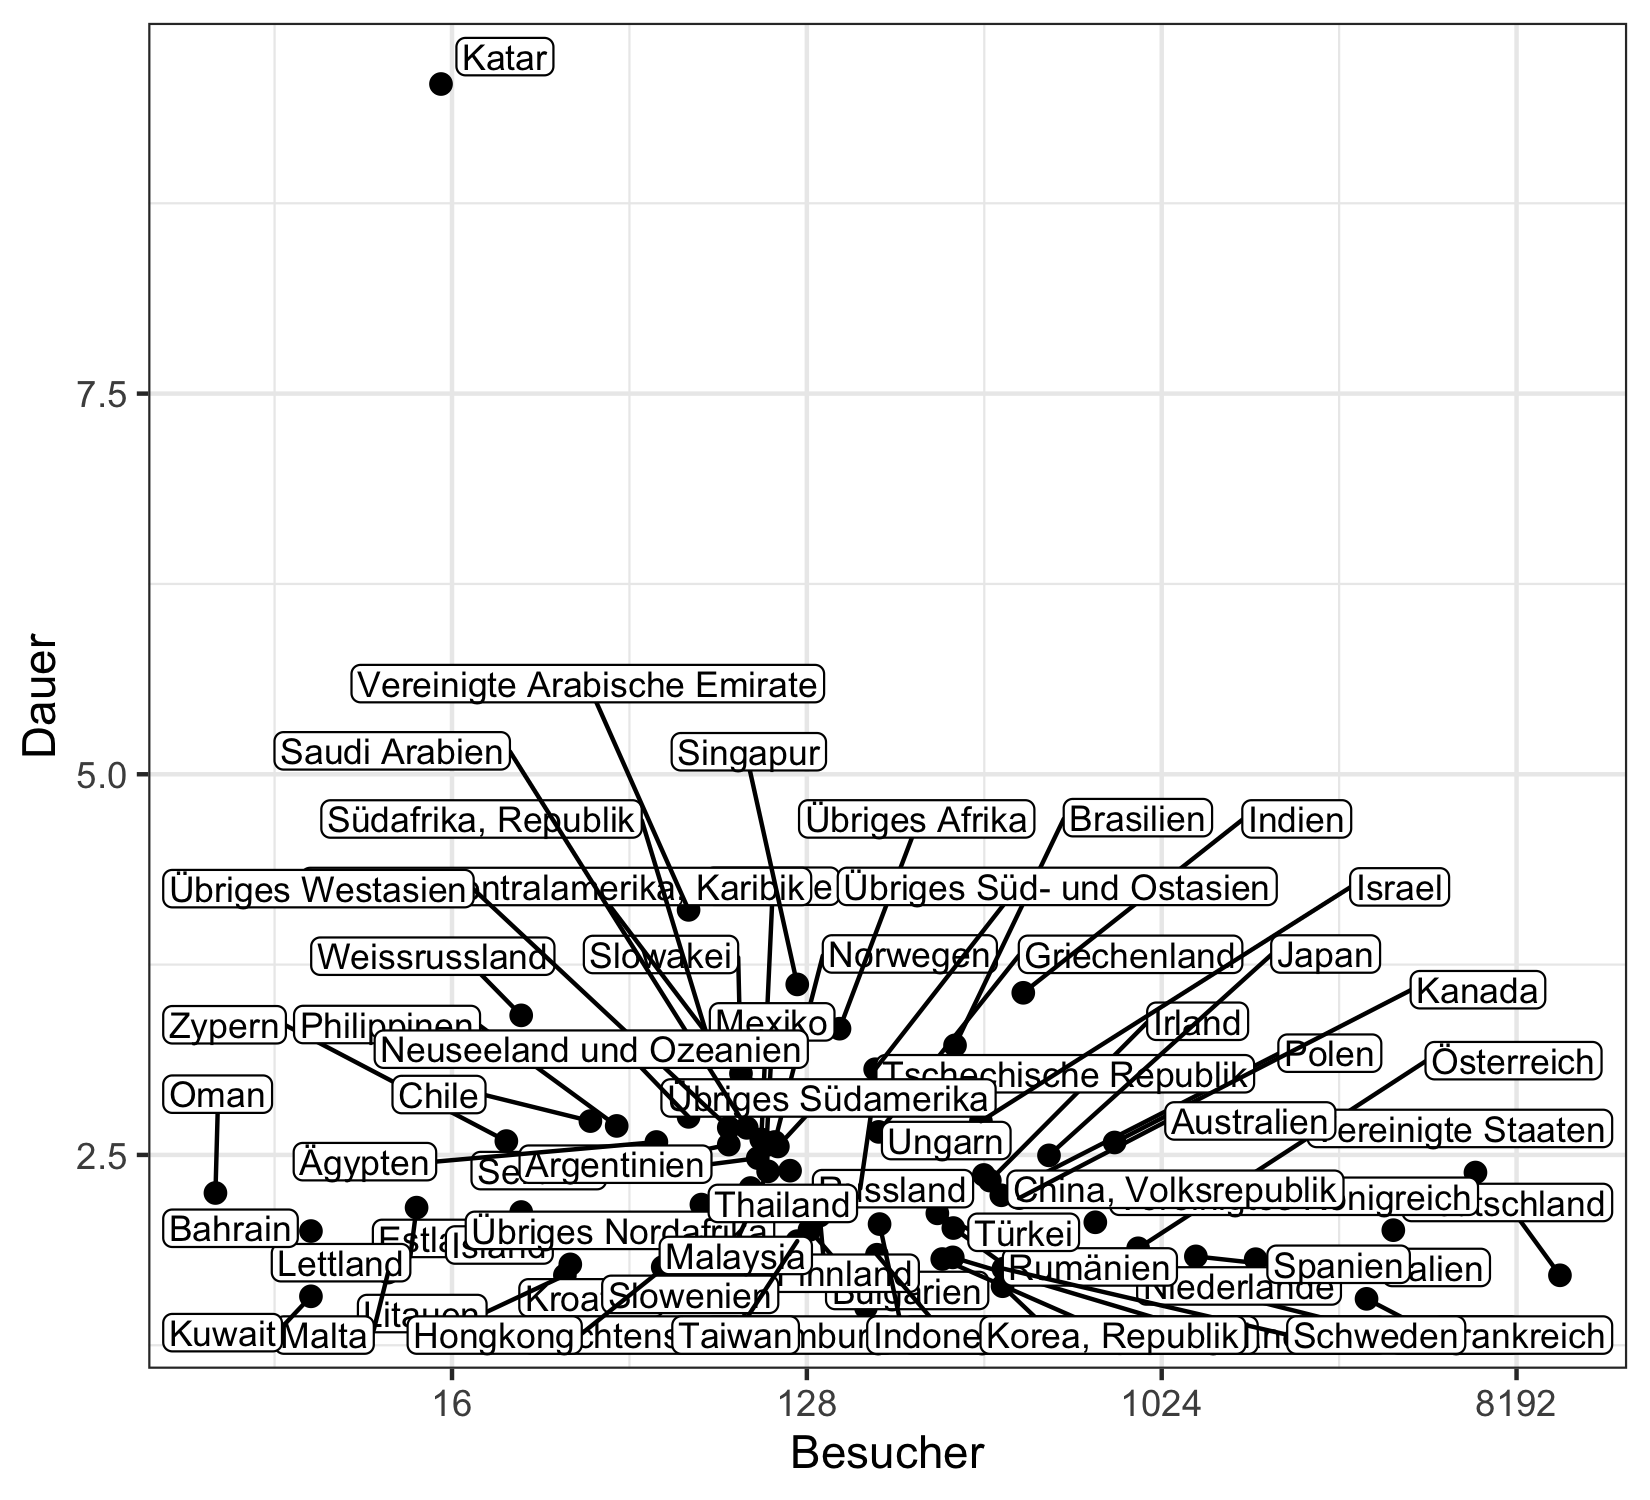 Katar
7.5
Vereinigte Arabische Emirate
Saudi Arabien
Singapur
5.0
Südafrika, Republik
Übriges Afrika
Brasilien
Indien
Übriges Westasien
Karibik
Übriges Süd- und Ostasien
Israel
Weissrussland
Slowakei
Norwegen
Griechenland
Japan
Kanada
Zypern
Philippinen
Mexiko
Irland
Neuseeland und Ozeanien
Polen
Österreich
Tschechische Republik
Oman
Chile
Übriges Südamerika
Australien
Vereinigte Staaten
2.5
Ägypten
Argentinien
Ungarn
Thailand
Russland
China, Volksrepublik
Bahrain
Übriges Nordafrika
Türkei
Lettland
Island
Malaysia
Rumänien
Spanien
Litauen
Slowenien
Bulgarien
Niederlande
Kuwait
Malta
Hongkong
Taiwan
Korea, Republik
Schweden
16
128
1024
8192
Dauer
Besucher